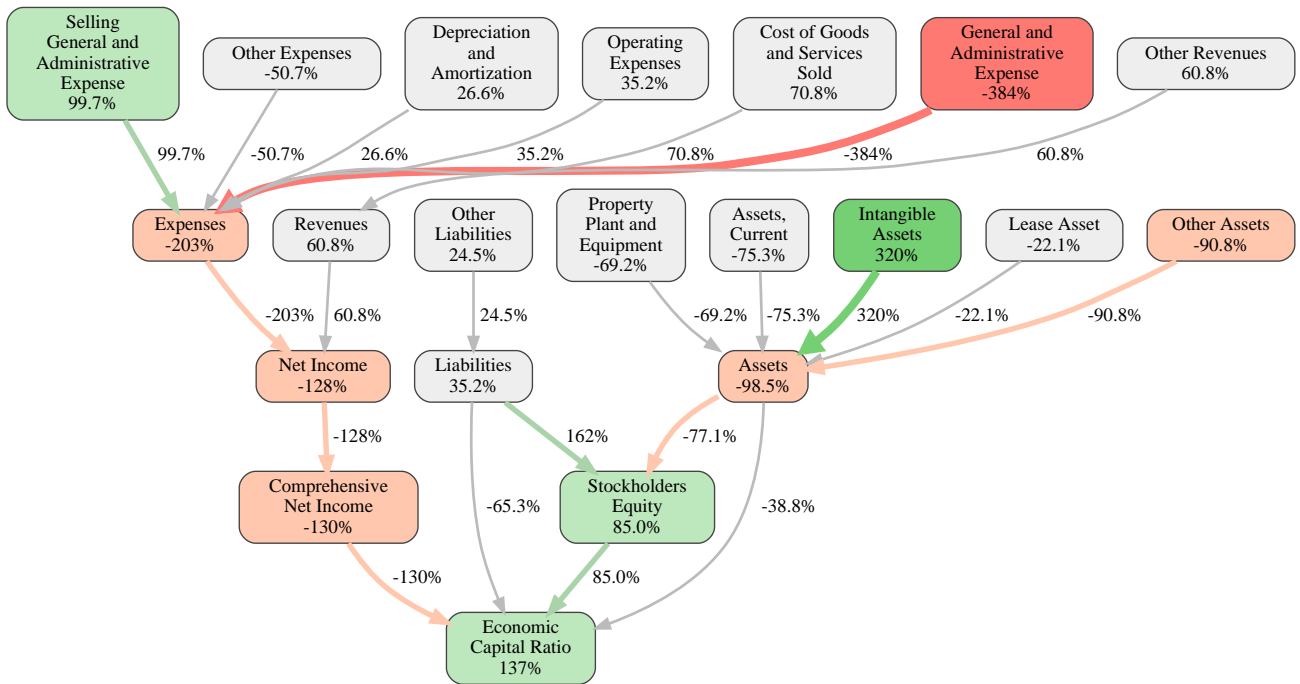 Selling
General and
Administrative
Expense
99.7%
Other Expenses
-50.7%
Depreciation
and
Amortization
26.6%
Operating
Expenses
35.2%
Cost of Goods
and Services
Sold
70.8%
General and
Administrative
Expense
-384%
Other Revenues
60.8%
99.7%
-50.7%
26.6%
35.2%
70.8%
-384%
60.8%
Expenses
-203%
Revenues
60.8%
Other
Liabilities
24.5%
Property
Plant and
Equipment
-69.2%
Assets,
Current
-75.3%
Intangible
Assets
320%
Lease Asset
-22.1%
Other Assets
-90.8%
-203%
60.8%
24.5%
-69.2%
-75.3%
320%
-22.1%
-90.8%
Net Income
-128%
Liabilities
35.2%
Assets
-98.5%
-128%
162%
-77.1%
Comprehensive
Net Income
-130%
-65.3%
Stockholders
Equity
85.0%
-38.8%
-130%
85.0%
Economic
Capital Ratio
137%